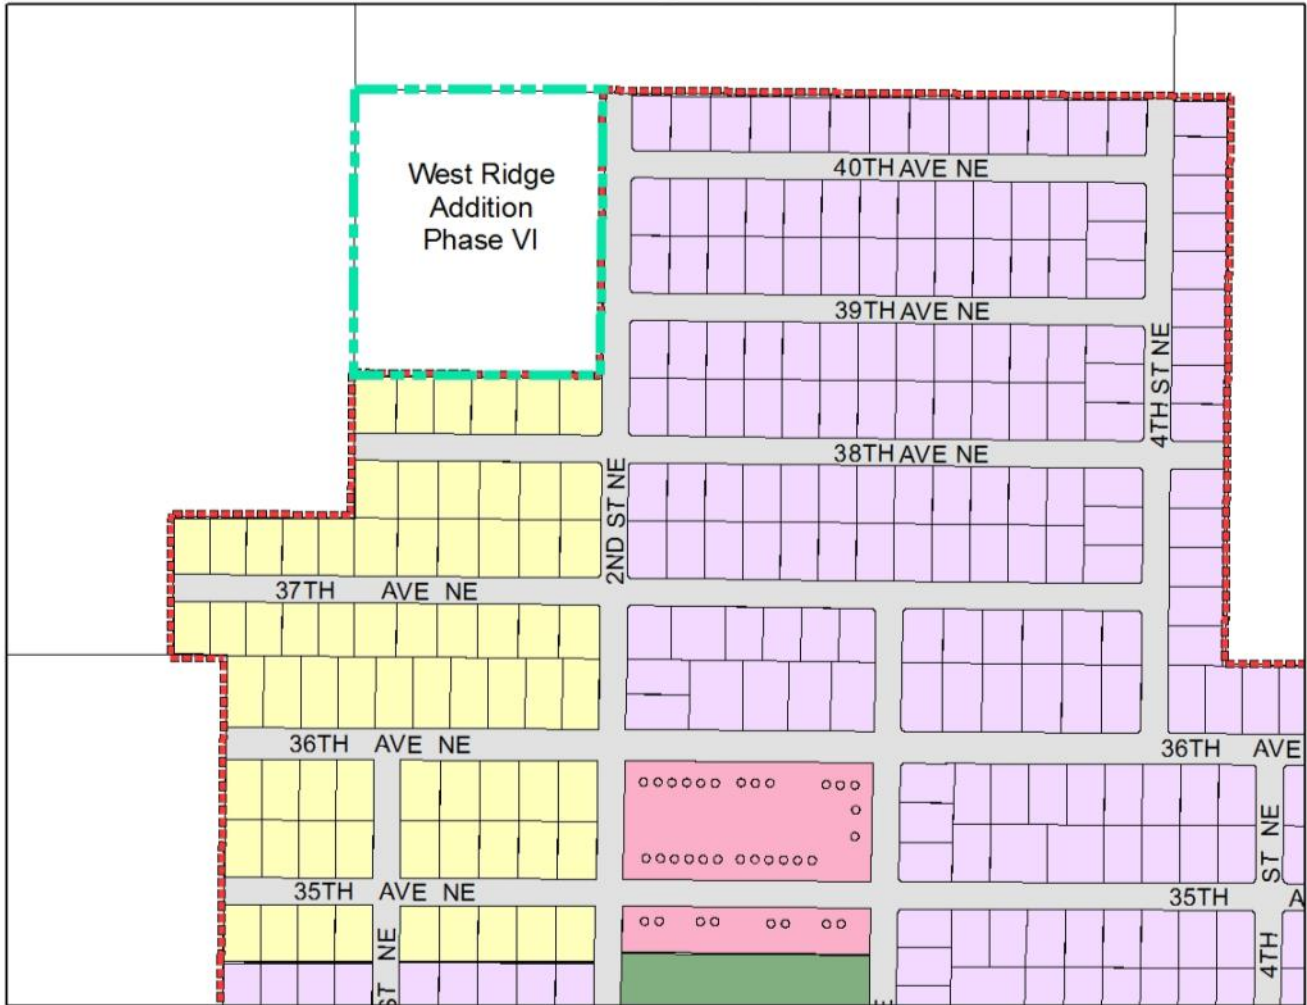 West Ridge
Addition
Phase VI
40TH AVE NE
39TH AVE NE
4TH ST NE
38TH AVE NE
2ND ST NE
37TH AVE NE
36TH AVE NE
36TH AVE
ST NE
35TH AVE NE
35TH A
4TH
ST NE
E